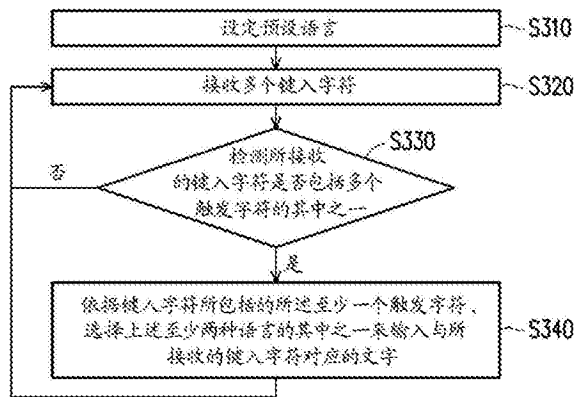 设定预设语言
S310
接收多个键入字符
S320
S330
检测所接收
的键入字符是否包括多个
触发字符的其中之一
否
是
依据键入字符所包括的所述至少一个触发字符、
选择上述至少两种语言的其中之一来输入与所
接收的键入字符对应的文字
S340